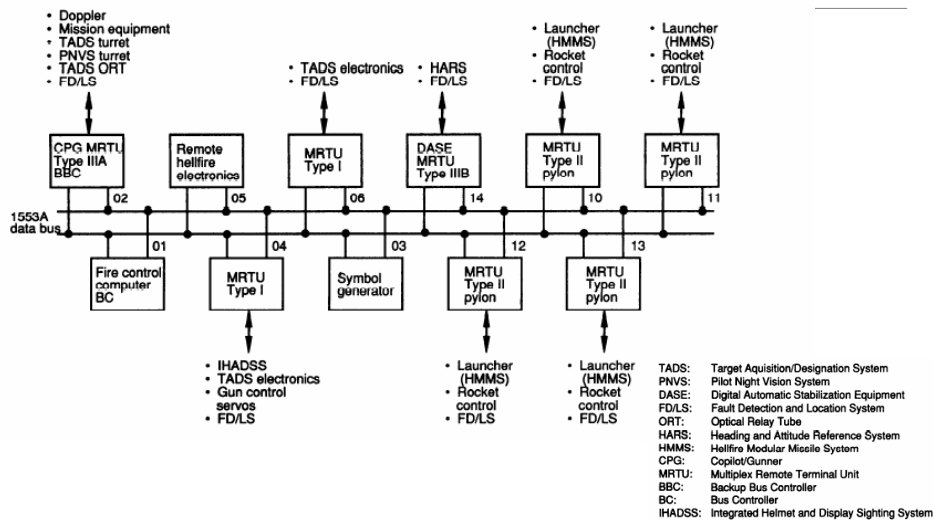 • Doppler
• Mission equipment
• TADS turret
• PNVS turret
• TADS ORT
• FD/LS
• TADS electronics
• FD/LS
• HARS
• FD/LS
• Launcher
(HMMS)
• Rocket
control
• FD/LS
• Launcher
(HMMS)
• Rocket
control
• FD/LS
CPG MRTU
Type IIIA
BBC
02
Remote
hellfire
electronics
05
MRTU
Type I
06
DASE
MRTU
Type IIIB
14
MRTU
Type II
pylon
10
MRTU
Type II
pylon
11
1553A
data bus
01
Fire control
computer
BC
04
MRTU
Type I
03
Symbol
generator
12
MRTU
Type II
pylon
13
MRTU
Type II
pylon
• IHADSS
• TADS electronics
• Gun control
servos
• FD/LS
• Launcher
(HMMS)
• Rocket
control
• FD/LS
• Launcher
(HMMS)
• Rocket
control
• FD/LS
TADS: Target Aquisition/Designation System
PNVS: Pilot Night Vision System
DASE: Digital Automatic Stabilization Equipment
FD/LS: Fault Detection and Location System
ORT: Optical Relay Tube
HARS: Heading and Attitude Reference System
HMMS: Hellfire Modular Missile System
CPG: Copilot/Gunner
MRTU: Multiplex Remote Terminal Unit
BBC: Backup Bus Controller
BC: Bus Controller
IHADSS: Integrated Helmet and Display Sighting System